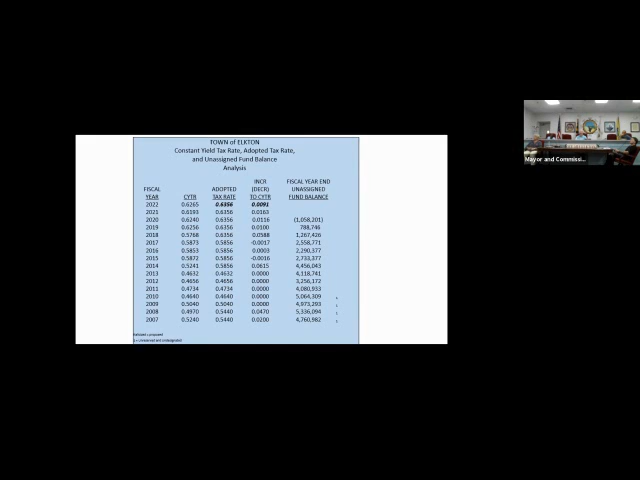 TOWN of ELKTON
Constant Yield Tax Rate, Adopted Tax Rate,
and Unassigned Fund Balance
Analysis
INCR FISCAL YEAR END
FISCAL ADOPTED (DECR) UNASSIGNED
YEAR CYTR TAX RATE TO CYTR FUND BALANCE
2022 0.6265 0.6356 0.0091
2021 0.6193 0.6356 0.0163
2020 0.6240 0.6356 0.0116 (1,058,201)
2019 0.6256 0.6356 0.0100 788,746
2018 0.5768 0.6356 0.0588 1,267,426
2017 0.5873 0.5856 -0.0017 2,558,771
2016 0.5853 0.5856 0.0003 2,290,377
2015 0.5872 0.5856 -0.0016 2,733,377
2014 0.5241 0.5856 0.0615 4,456,043
2013 0.4632 0.4632 0.0000 4,118,741
2012 0.4656 0.4656 0.0000 3,256,172
2011 0.4734 0.4734 0.0000 4,080,933
2010 0.4640 0.4640 0.0000 5,064,309
2009 0.5040 0.5040 0.0000 4,973,293
2008 0.4970 0.5440 0.0470 5,336,094
2007 0.5240 0.5440 0.0200 4,760,982
Mayor and Commissi...